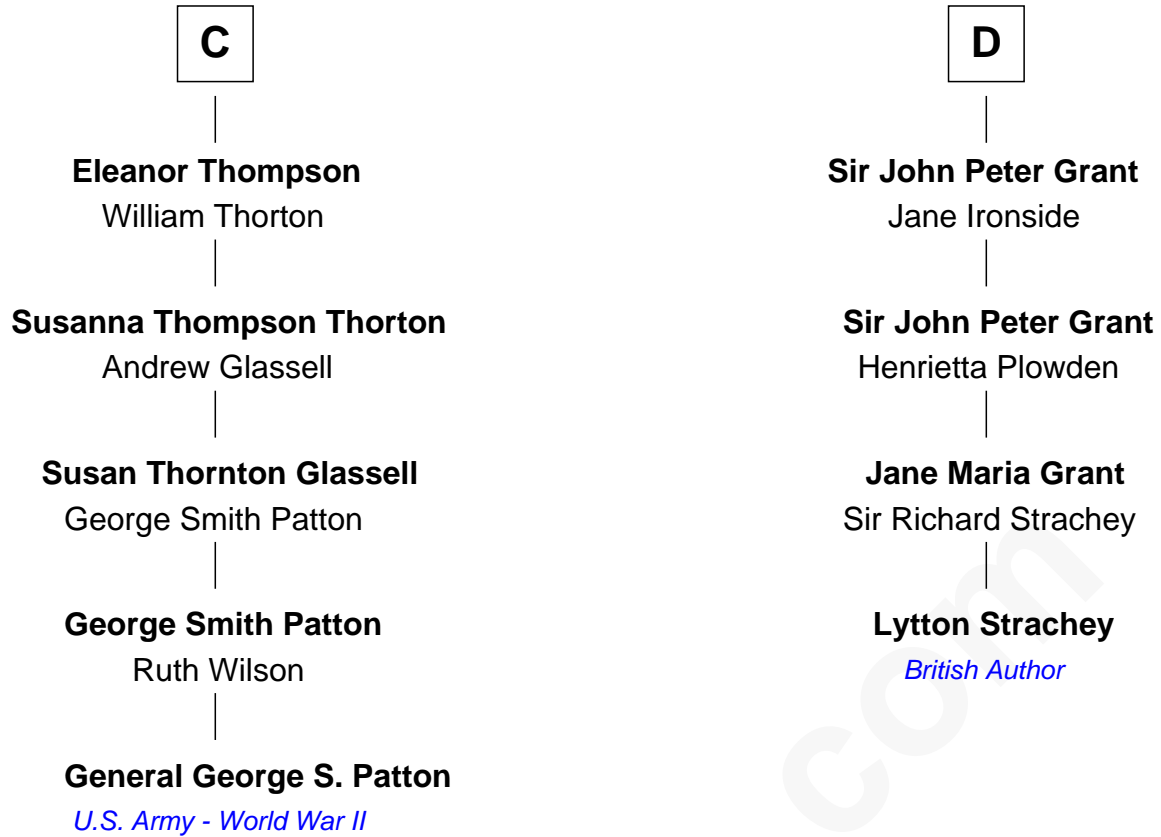 C
Eleanor Thompson
William Thorton
Susanna Thompson Thorton
Andrew Glassell
Susan Thornton Glassell
George Smith Patton
George Smith Patton
Ruth Wilson
General George S. Patton
U.S. Army - World War II
D
Sir John Peter Grant
Jane Ironside
Sir John Peter Grant
Henrietta Plowden
Jane Maria Grant
Sir Richard Strachey
Lytton Strachey
British Author
com